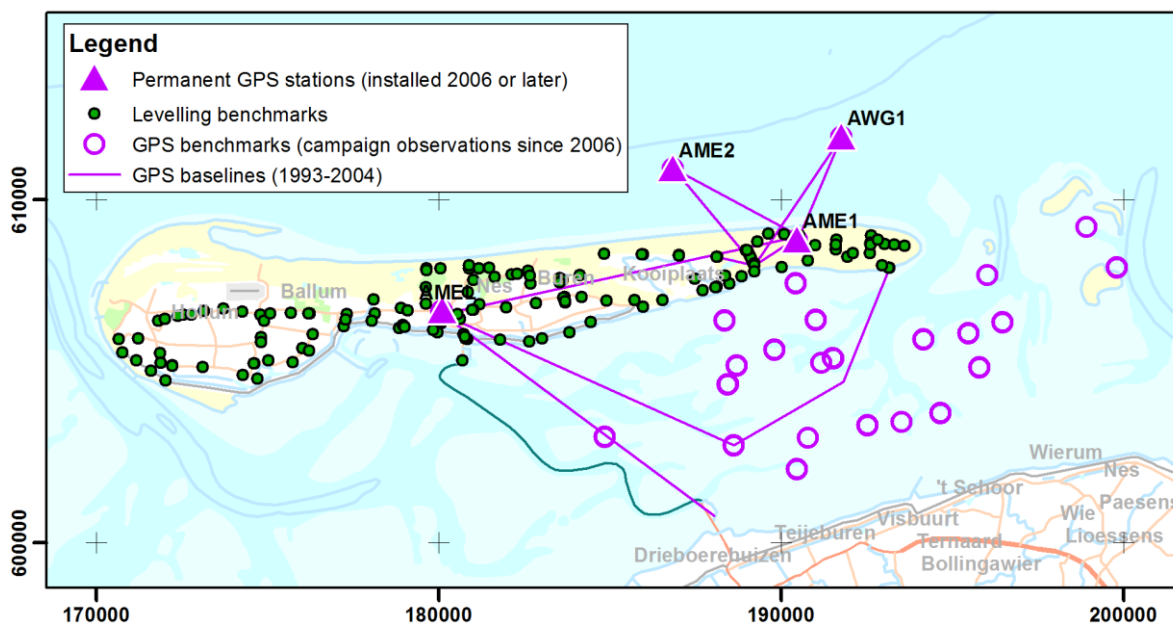 Legend
Permanent GPS stations (installed 2006 or later)
Levelling benchmarks
GPS benchmarks (campaign observations since 2006)
GPS baselines (1993-2004)
AWG1
AME2
AME1
Kooiplaats
Buren
Nes
Ballum
AME
Hollum
Wierum
Nes
't Schoor
Paesens
Visbuurt
Wie
Teijeburen
Ternaard
Lioessens
Drieboerehuizen
Bollingawier
610000
600000
170000
180000
190000
200000